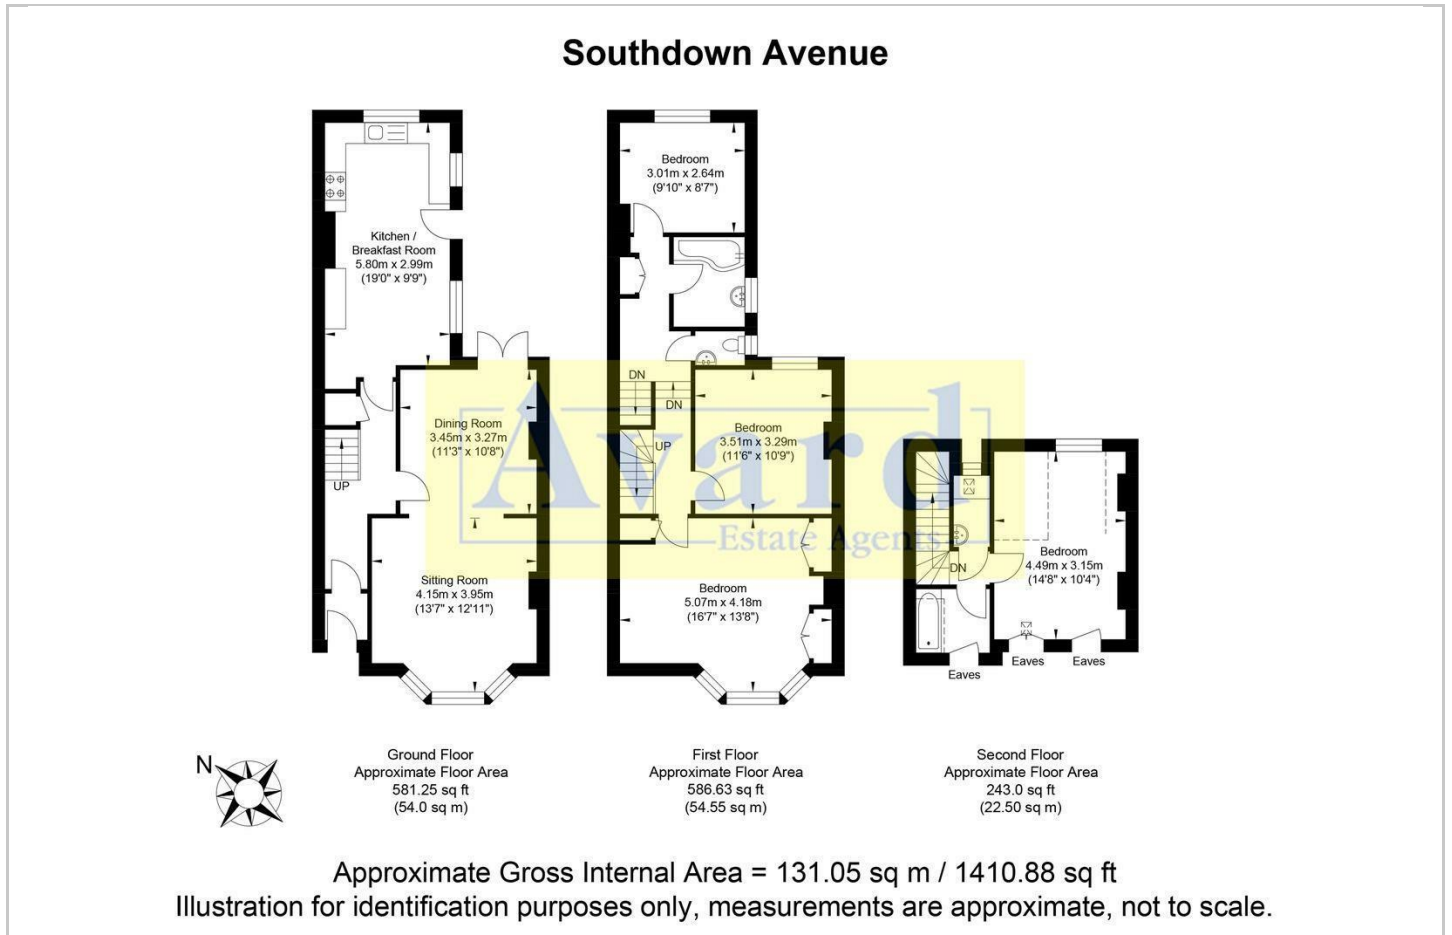 Southdown Avenue
Kitchen /
Breakfast Room
5.80m x 2.99m
(19'0" x 9'9")
UP
Dining Room
3.45m x 3.27m
(11'3" x 10'8")
Sitting Room
4.15m x 3.95m
(13'7" x 12'11")
Bedroom
3.01m x 2.64m
(9'10" x 8'7")
DN
DN
UP
Bedroom
3.51m x 3.29m
(11'6" x 10'9")
Bedroom
5.07m x 4.18m
(16'7" x 13'8")
DN
Bedroom
4.49m x 3.15m
(14'8" x 10'4")
Eaves
Eaves
Eaves
Avard
Estate Agents
N
Ground Floor
Approximate Floor Area
581.25 sq ft
(54.0 sq m)
First Floor
Approximate Floor Area
586.63 sq ft
(54.55 sq m)
Second Floor
Approximate Floor Area
243.0 sq ft
(22.50 sq m)
Approximate Gross Internal Area = 131.05 sq m / 1410.88 sq ft
Illustration for identification purposes only, measurements are approximate, not to scale.